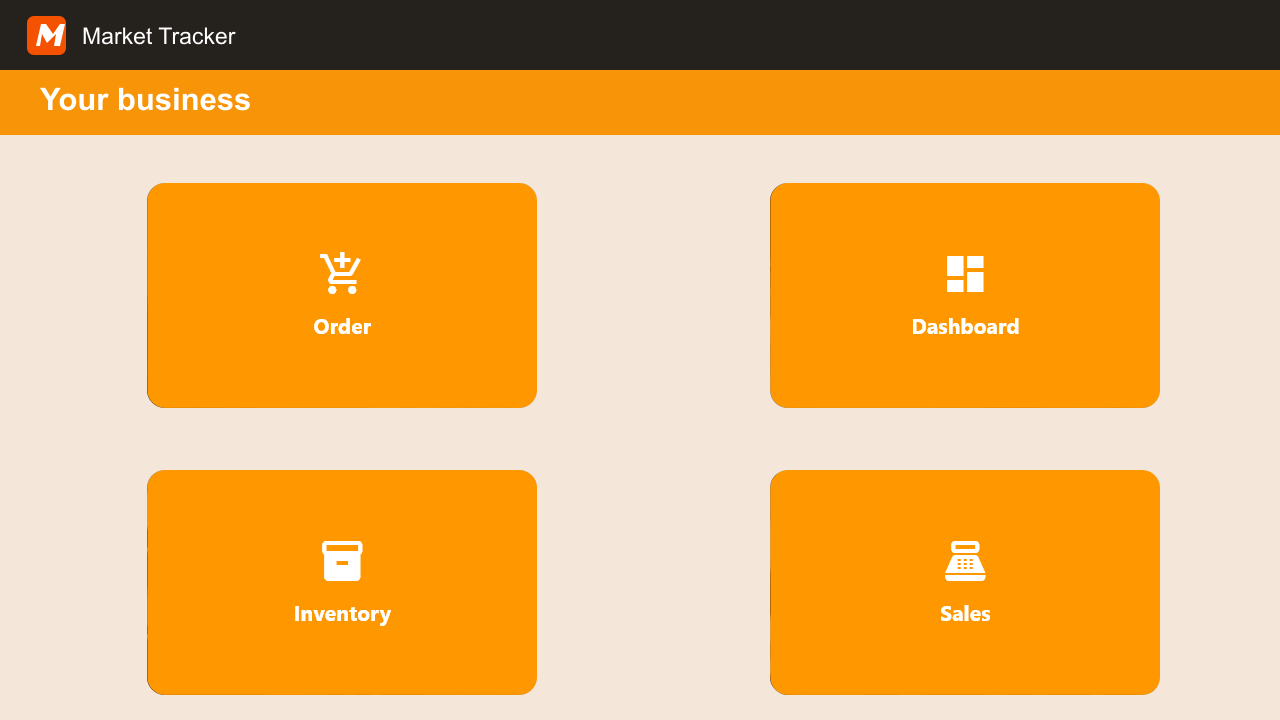 M Market Tracker
Your business
Order
Dashboard
Inventory
Sales